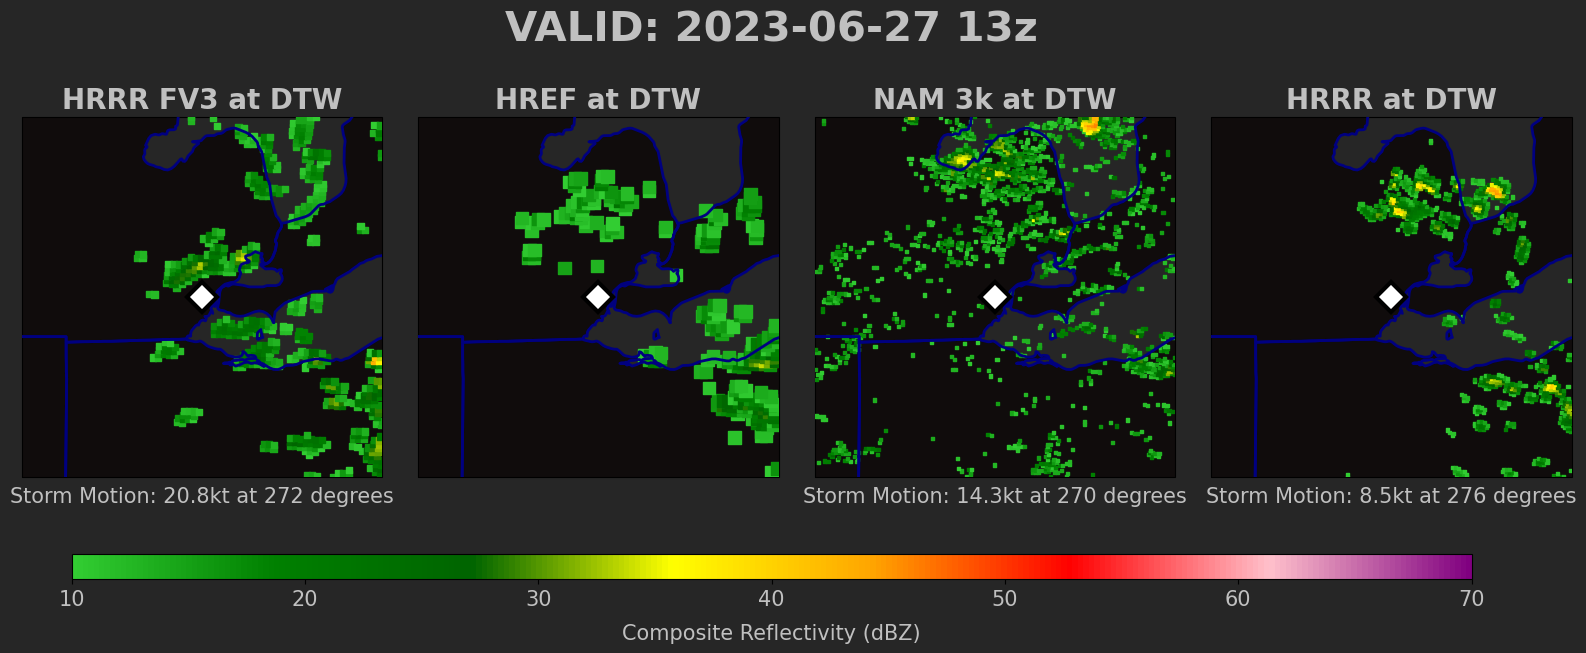 VALID: 2023-06-27 13z
HRRR FV3 at DTW
HREF at DTW
NAM 3k at DTW
HRRR at DTW
Storm Motion: 20.8kt at 272 degrees
Storm Motion: 14.3kt at 270 degrees
Storm Motion: 8.5kt at 276 degrees
10 20 30 40 50 60 70
Composite Reflectivity (dBZ)